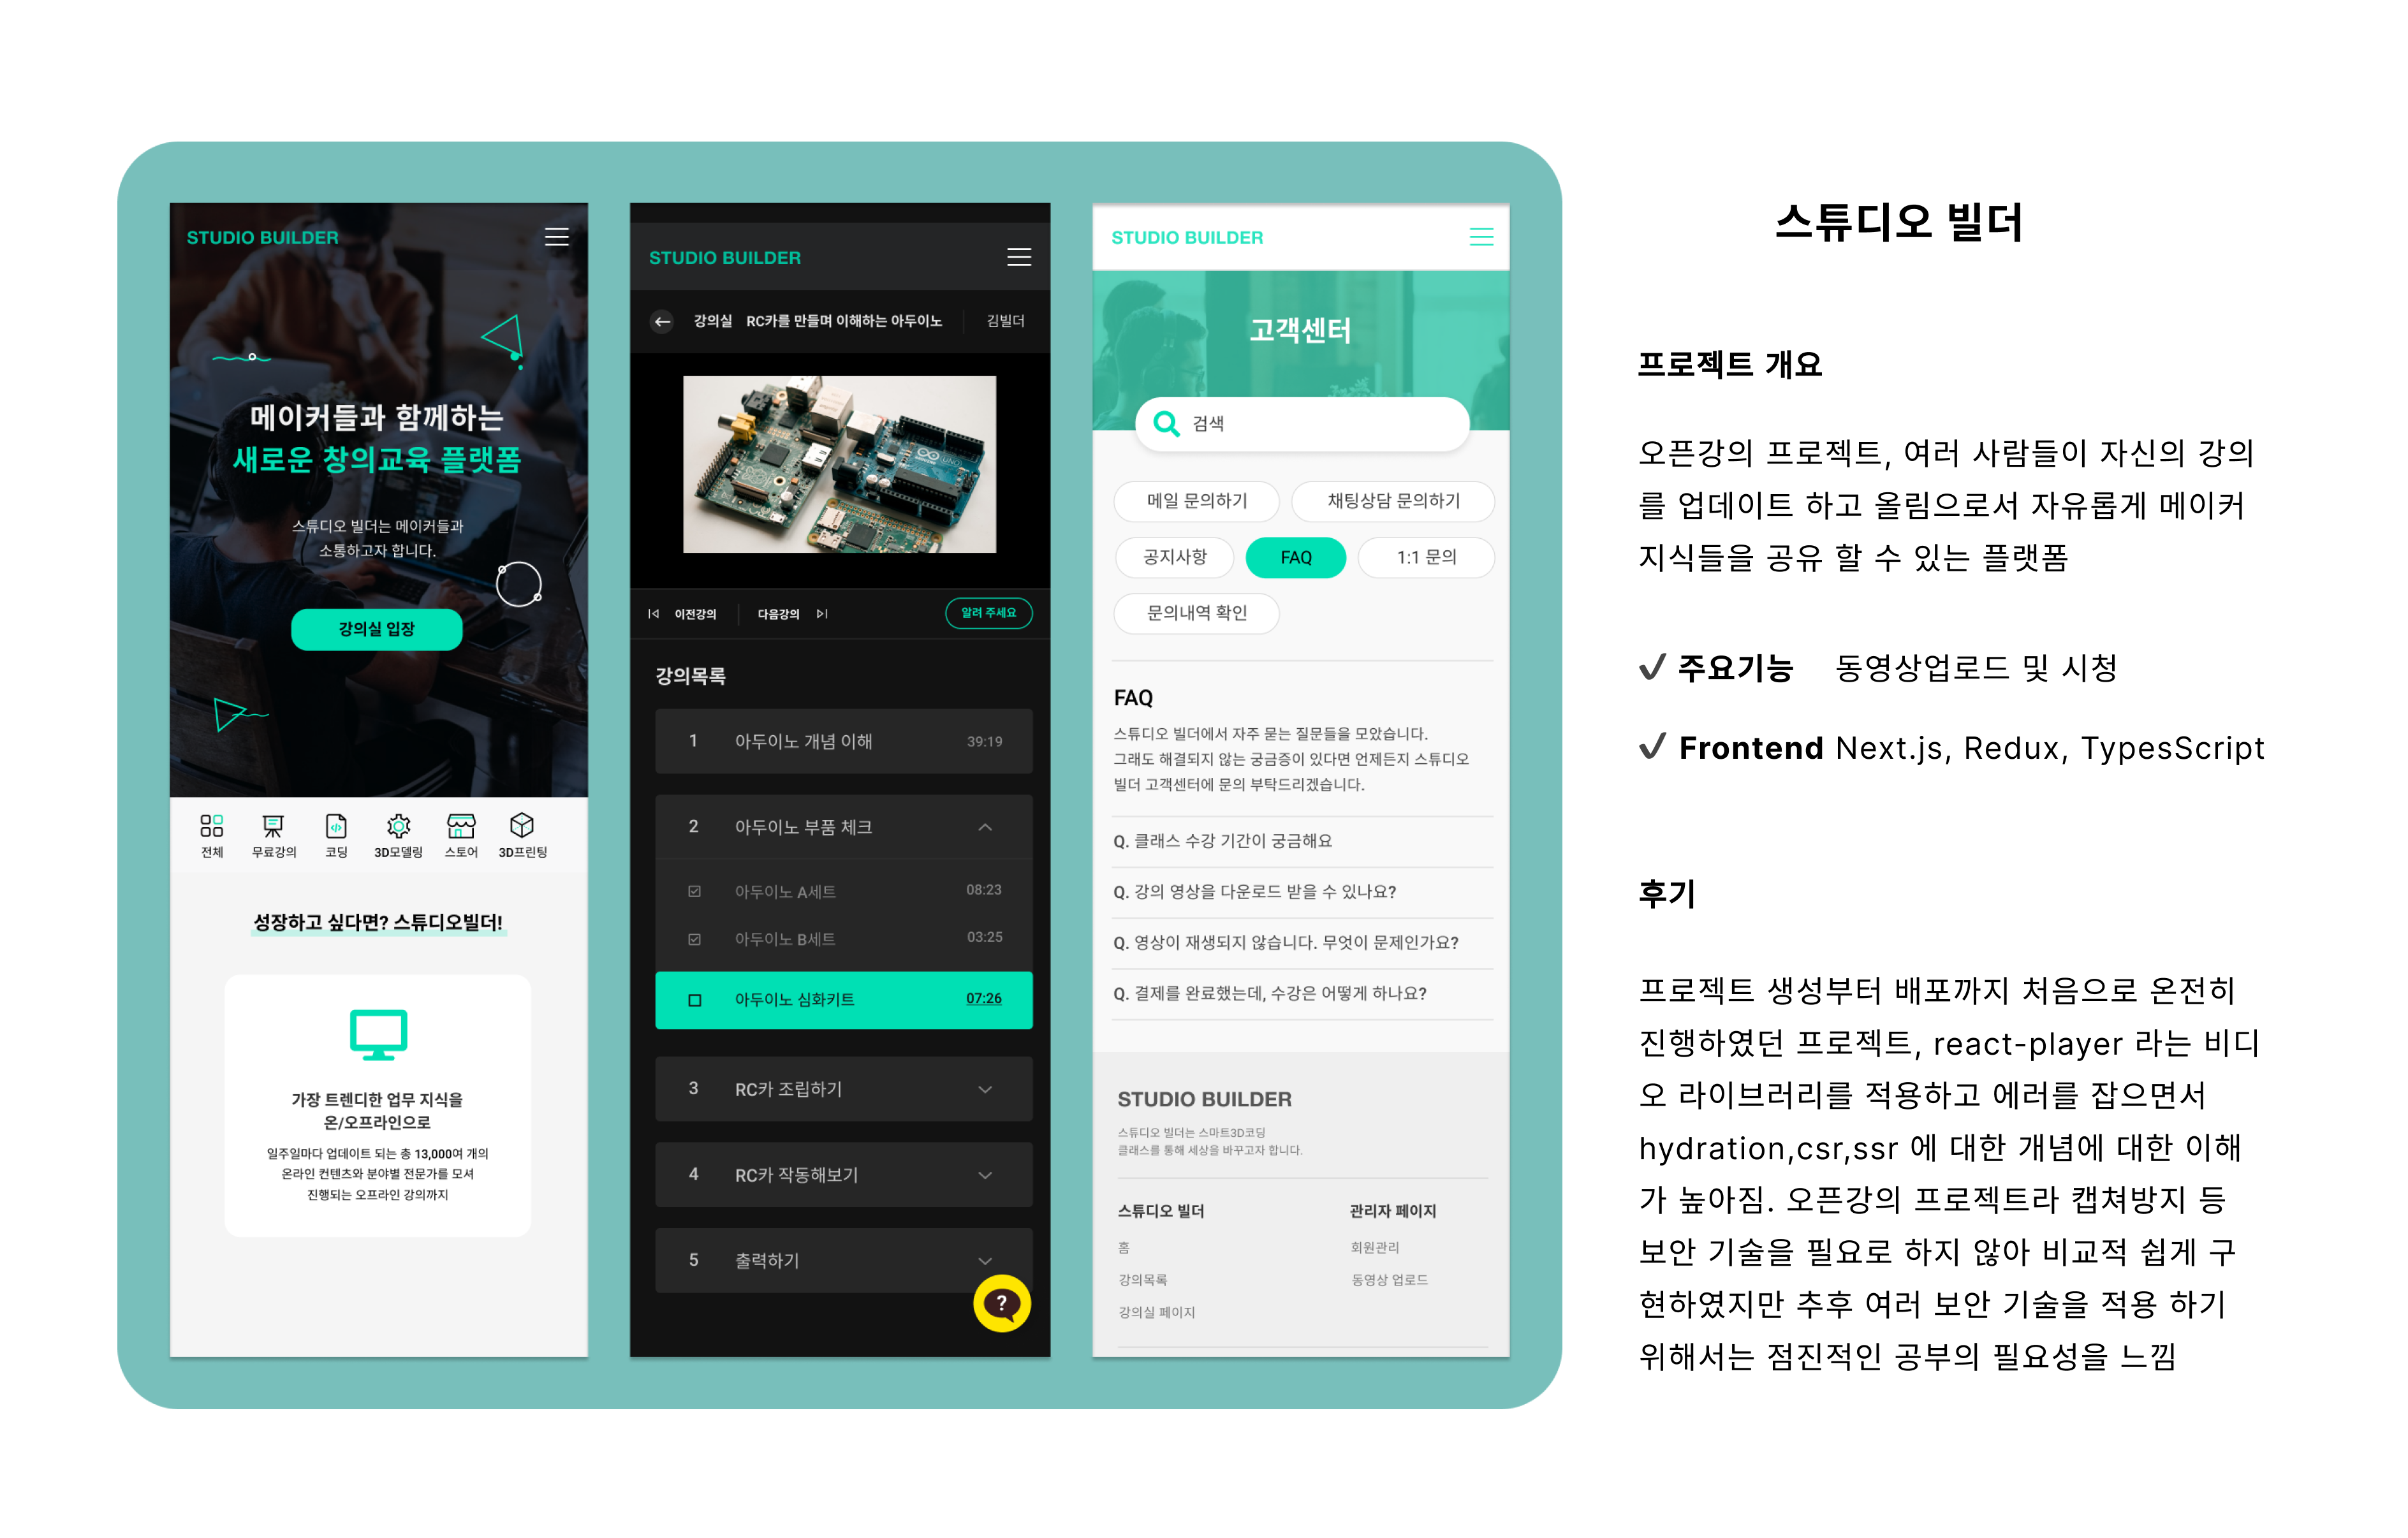 STUDIO BUILDER
메이커들과 함께하는
새로운 창의교육 플랫폼
스튜디오 빌더는 메이커들과
소통하고자 합니다.
강의실 입장
전체
무료강의
코딩
3D모델링
스토어
3D프린팅
성장하고 싶다면? 스튜디오빌더!
가장 트렌디한 업무 지식을
온/오프라인으로
일주일마다 업데이트 되는 총 13,000여 개의
온라인 컨텐츠와 분야별 전문가를 모셔
진행되는 오프라인 강의까지
STUDIO BUILDER
강의실 RC카를 만들며 이해하는 아두이노 김빌더
이전강의 다음강의 알려 주세요
강의목록
1 아두이노 개념 이해 39:19
2 아두이노 부품 체크
아두이노 A세트 08:23
아두이노 B세트 03:25
아두이노 심화키트 07:26
3 RC카 조립하기
4 RC카 작동해보기
5 출력하기
?
STUDIO BUILDER
고객센터
검색
메일 문의하기 채팅상담 문의하기
공지사항 FAQ 1:1 문의
문의내역 확인
FAQ
스튜디오 빌더에서 자주 묻는 질문들을 모았습니다.
그래도 해결되지 않는 궁금증이 있다면 언제든지 스튜디오
빌더 고객센터에 문의 부탁드리겠습니다.
Q. 클래스 수강 기간이 궁금해요
Q. 강의 영상을 다운로드 받을 수 있나요?
Q. 영상이 재생되지 않습니다. 무엇이 문제인가요?
Q. 결제를 완료했는데, 수강은 어떻게 하나요?
STUDIO BUILDER
스튜디오 빌더는 스마트3D코딩
클래스를 통해 세상을 바꾸고자 합니다.
스튜디오 빌더 관리자 페이지
홈 회원관리
강의목록 동영상 업로드
강의실 페이지
스튜디오 빌더
프로젝트 개요
오픈강의 프로젝트, 여러 사람들이 자신의 강의
를 업데이트 하고 올림으로서 자유롭게 메이커
지식들을 공유 할 수 있는 플랫폼
✓ 주요기능 동영상업로드 및 시청
✓ Frontend Next.js, Redux, TypesScript
후기
프로젝트 생성부터 배포까지 처음으로 온전히
진행하였던 프로젝트, react-player 라는 비디
오 라이브러리를 적용하고 에러를 잡으면서
hydration,csr,ssr 에 대한 개념에 대한 이해
가 높아짐. 오픈강의 프로젝트라 캡쳐방지 등
보안 기술을 필요로 하지 않아 비교적 쉽게 구
현하였지만 추후 여러 보안 기술을 적용 하기
위해서는 점진적인 공부의 필요성을 느낌